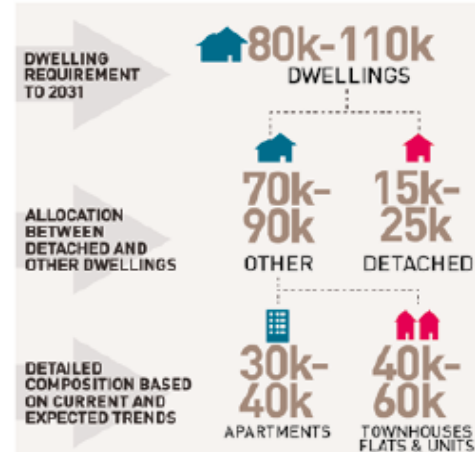 DWELLING
REQUIREMENT
TO 2031
80k-110k
DWELLINGS
ALLOCATION
BETWEEN
DETACHED AND
OTHER DWELLINGS
70k-
90k
OTHER
15k-
25k
DETACHED
DETAILED
COMPOSITION BASED
ON CURRENT AND
EXPECTED TRENDS
30k-
40k
APARTMENTS
40k-
60k
TOWNHOUSES
FLATS & UNITS